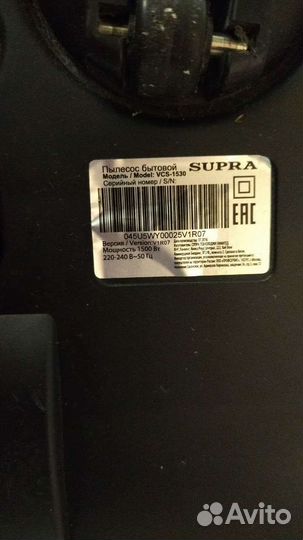 Пылесос бытовой SUPRA
Модель / Model: VCS-1530
Серийный номер / S/N:
EAC
045U5WY00025V1R07
Версия / Version: V1R07
Мощность 1500 Вт
220-240 В~50 Гц
Avito